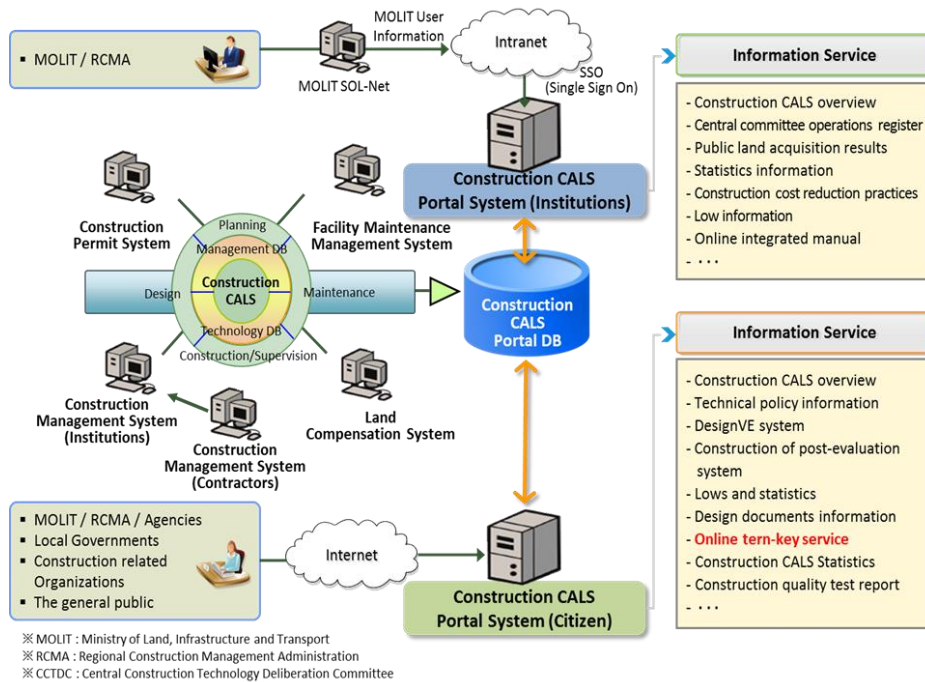 ▪ MOLIT / RCMA
MOLIT SOL-Net
MOLIT User
Information
Intranet
SSO
(Single Sign On)
Construction CALS
Portal System (Institutions)
Information Service
- Construction CALS overview
- Central committee operations register
- Public land acquisition results
- Statistics information
- Construction cost reduction practices
- Low information
- Online integrated manual
- · · ·
Construction
Permit System
Facility Maintenance
Management System
Planning
Management DB
Design
Construction
CALS
Maintenance
Technology DB
Construction/Supervision
Construction
Management System
(Institutions)
Construction
Management System
(Contractors)
Land
Compensation System
Construction
CALS
Portal DB
Information Service
- Construction CALS overview
- Technical policy information
- DesignVE system
- Construction of post-evaluation
system
- Lows and statistics
- Design documents information
- Online tern-key service
- Construction CALS Statistics
- Construction quality test report
- · · ·
▪ MOLIT / RCMA / Agencies
▪ Local Governments
▪ Construction related
Organizations
▪ The general public
Internet
Construction CALS
Portal System (Citizen)
※ MOLIT : Ministry of Land, Infrastructure and Transport
※ RCMA : Regional Construction Management Administration
※ CCTDC : Central Construction Technology Deliberation Committee